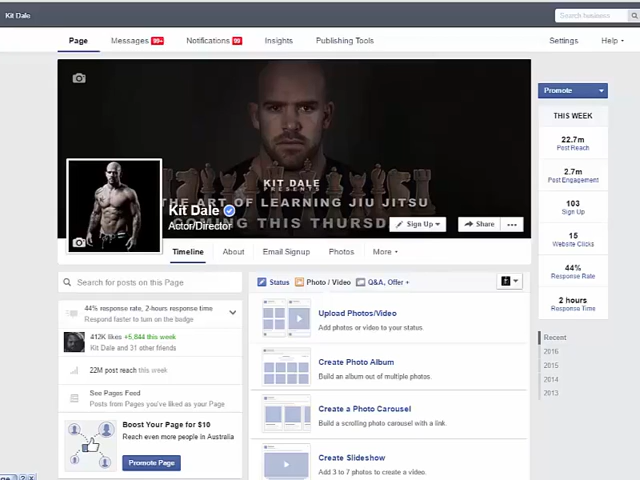 Kit Dale
Search business
Page Messages 99+ Notifications 99 Insights Publishing Tools Settings Help
KIT DALE
PRESENTS
THE ART OF LEARNING JIU JITSU
COMING THIS THURSD
Kit Dale
Actor/Director
Sign Up Share
Timeline About Email Signup Photos More
Search for posts on this Page
44% response rate, 2-hours response time
Respond faster to turn on the badge
412K likes +5,844 this week
Kit Dale and 31 other friends
22M post reach this week
See Pages Feed
Posts from Pages you've liked as your Page
Boost Your Page for $10
Reach even more people in Australia
Promote Page
Status Photo / Video Q&A, Offer +
Upload Photos/Video
Add photos or video to your status.
Create Photo Album
Build an album out of multiple photos.
Create a Photo Carousel
Build a scrolling photo carousel with a link.
Create Slideshow
Add 3 to 7 photos to create a video.
Promote
THIS WEEK
22.7m
Post Reach
2.7m
Post Engagement
103
Sign Up
15
Website Clicks
44%
Response Rate
2 hours
Response Time
Recent
2016
2015
2014
2013